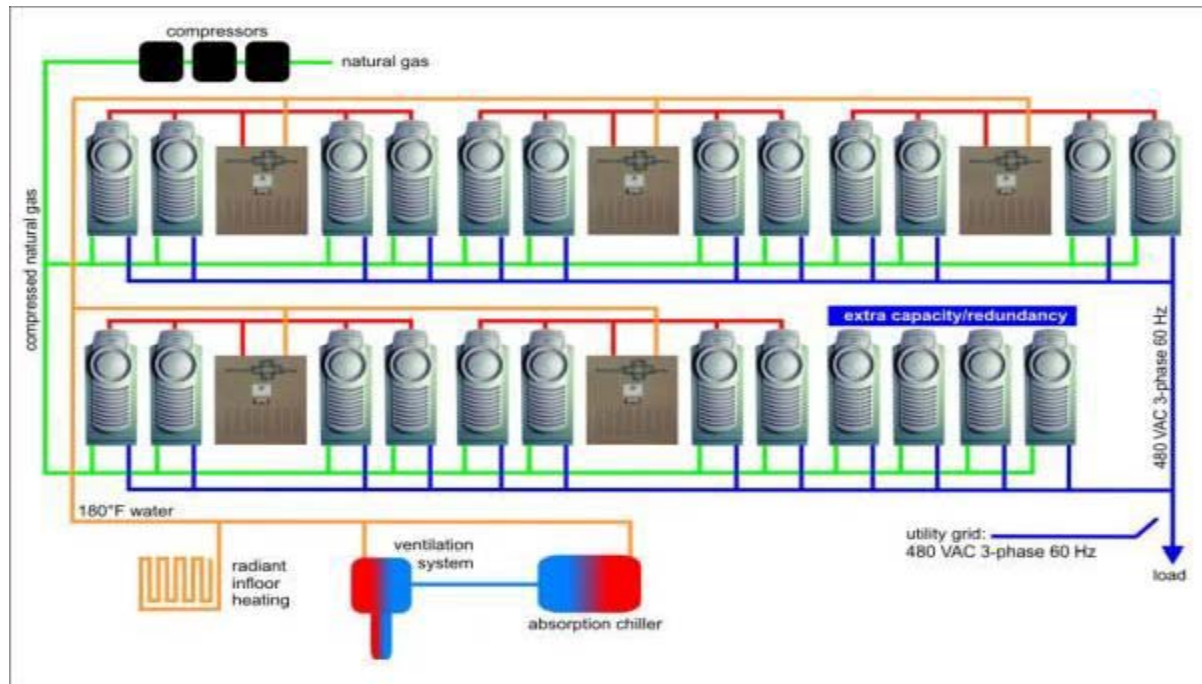 compressors
natural gas
compressed natural gas
extra capacity/redundancy
480 VAC 3-phase 60 Hz
180°F water
radiant
infloor
heating
ventilation
system
absorption chiller
utility grid:
480 VAC 3-phase 60 Hz
load